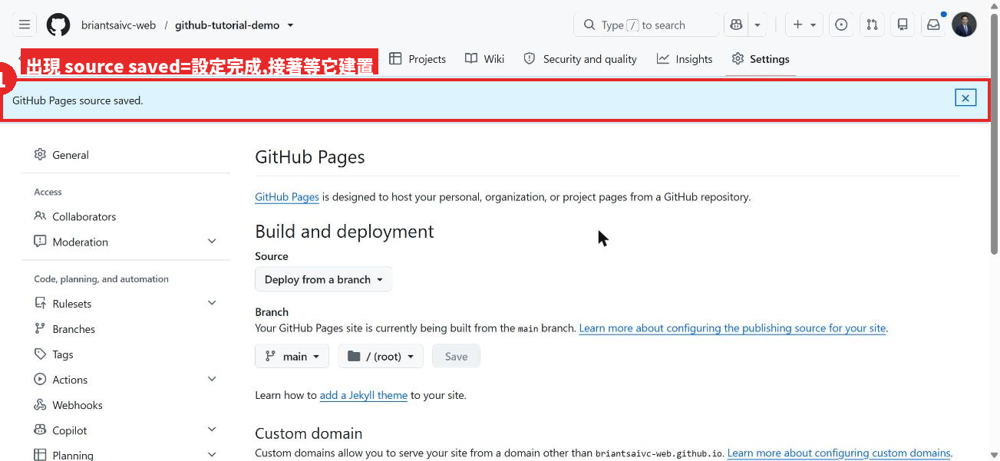 briantsaivc-web / github-tutorial-demo
Type / to search
出現 source saved=設定完成,接著等它建置
Projects
Wiki
Security and quality
Insights
Settings
1
GitHub Pages source saved.
General
Access
Collaborators
Moderation
Code, planning, and automation
Rulesets
Branches
Tags
Actions
Webhooks
Copilot
Planning
GitHub Pages
GitHub Pages is designed to host your personal, organization, or project pages from a GitHub repository.
Build and deployment
Source
Deploy from a branch
Branch
Your GitHub Pages site is currently being built from the main branch. Learn more about configuring the publishing source for your site.
main
/ (root)
Save
Learn how to add a Jekyll theme to your site.
Custom domain
Custom domains allow you to serve your site from a domain other than briantsaivc-web.github.io. Learn more about configuring custom domains.